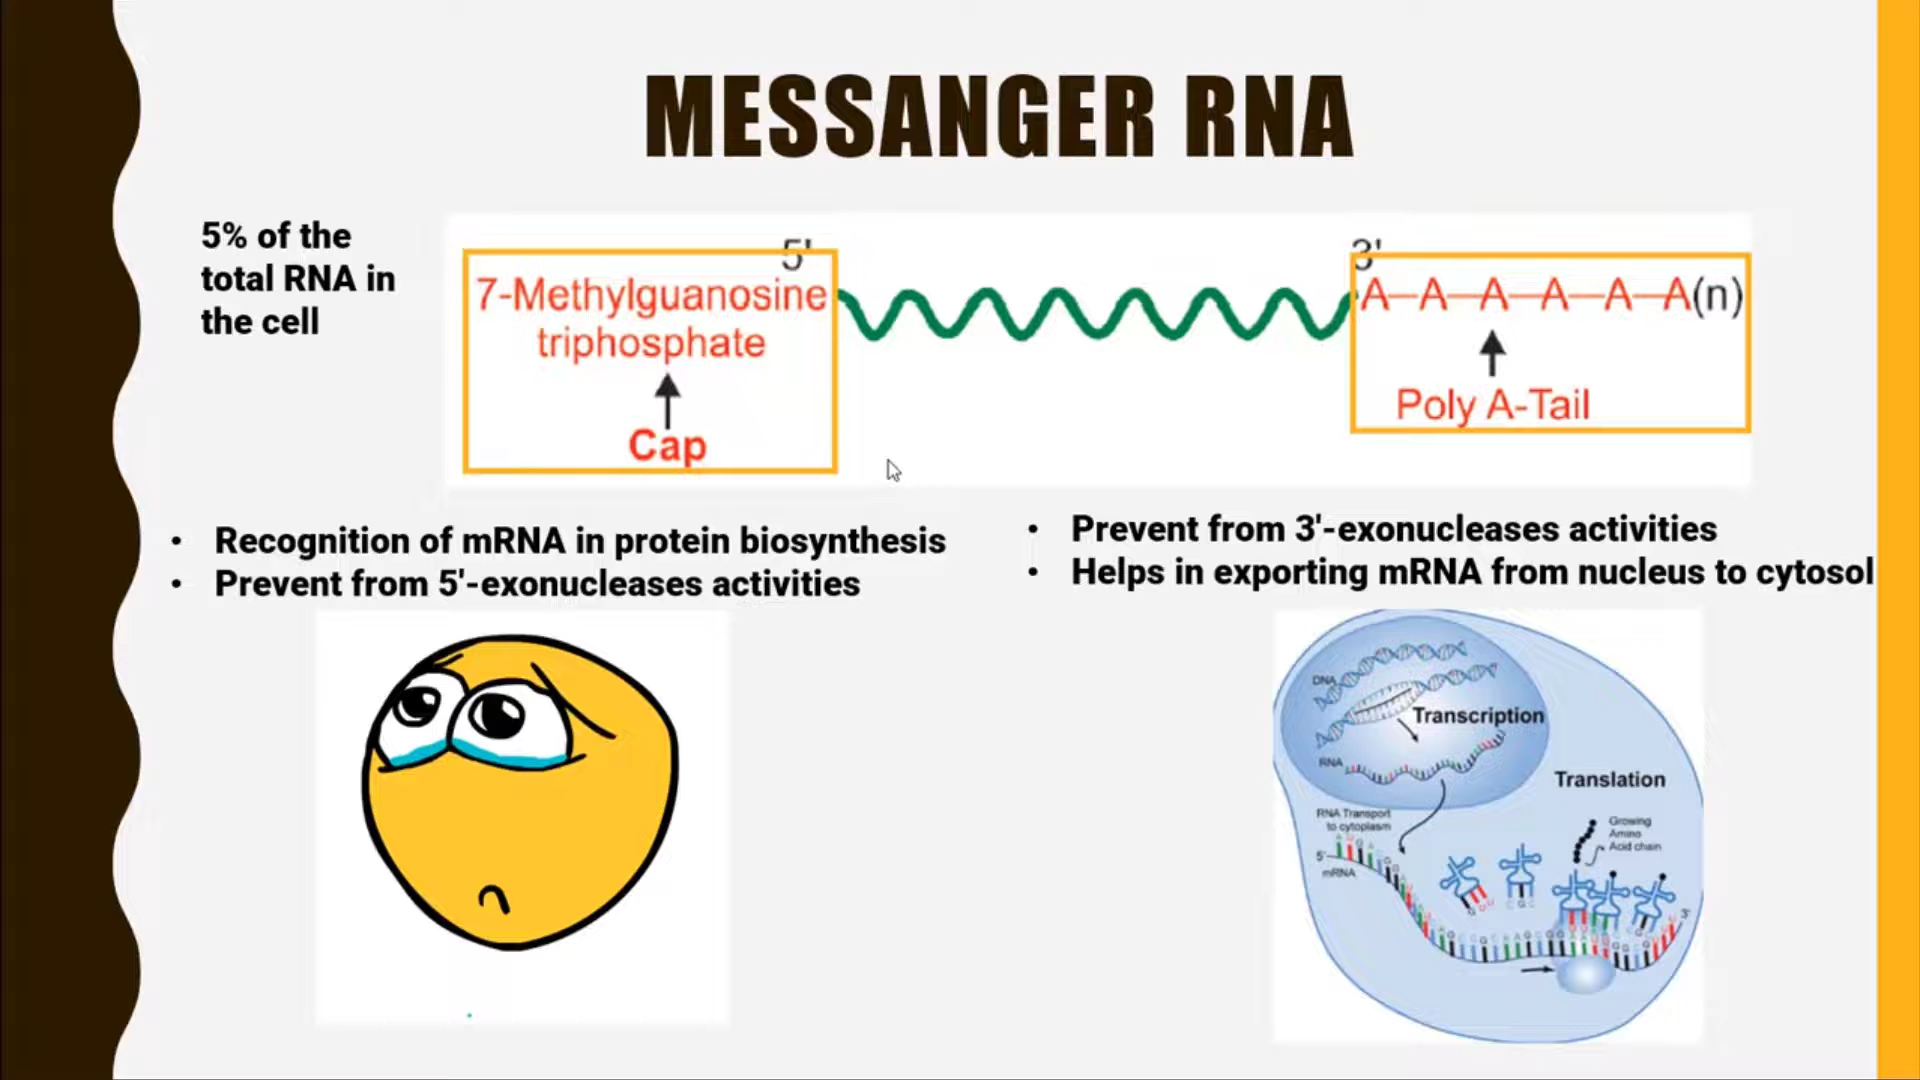 MESSANGER RNA
5% of the
total RNA in
the cell
5'
7-Methylguanosine
triphosphate
Cap
3'
A–A–A–A–A–A(n)
Poly A-Tail
• Recognition of mRNA in protein biosynthesis
• Prevent from 5'-exonucleases activities
• Prevent from 3'-exonucleases activities
• Helps in exporting mRNA from nucleus to cytosol
DNA
Transcription
RNA
Translation
RNA Transport
to cytoplasm
Growing
Amino
Acid chain
5'
mRNA
3'